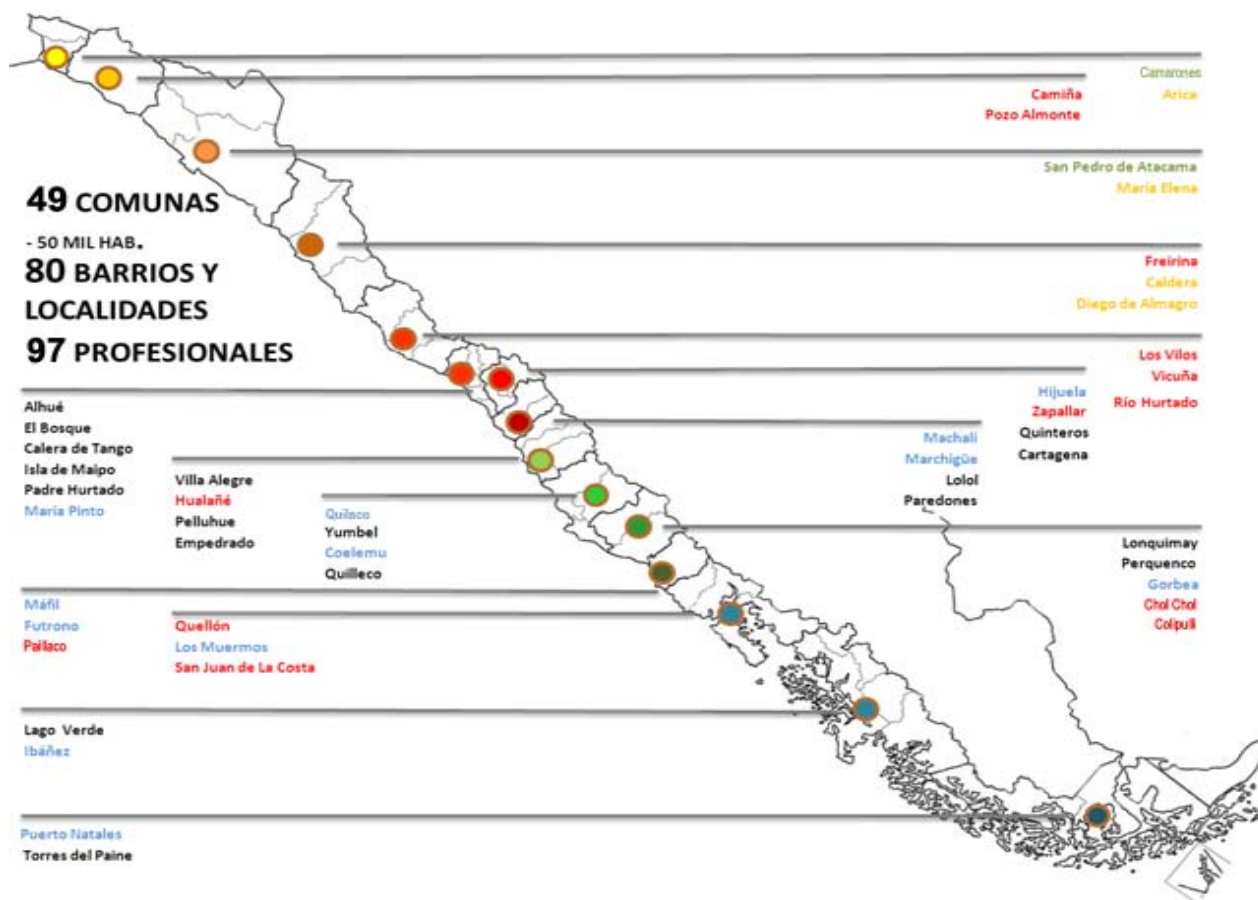 Camarones
Arica
Camiña
Pozo Almonte
San Pedro de Atacama
María Elena
49 COMUNAS
- 50 MIL HAB.
80 BARRIOS Y
LOCALIDADES
97 PROFESIONALES
Freirina
Caldera
Diego de Almagro
Los Vilos
Vicuña
Río Hurtado
Hijuela
Zapallar
Quinteros
Cartagena
Machalí
Marchigüe
Lolol
Paredones
Alhué
El Bosque
Calera de Tango
Isla de Maipo
Padre Hurtado
María Pinto
Villa Alegre
Hualañé
Pelluhue
Empedrado
Quilaco
Yumbel
Coelemu
Quilleco
Lonquimay
Perquenco
Gorbea
Chol Chol
Colipulli
Máfil
Futrono
Paillaco
Quellón
Los Muermos
San Juan de La Costa
Lago Verde
Ibáñez
Puerto Natales
Torres del Paine